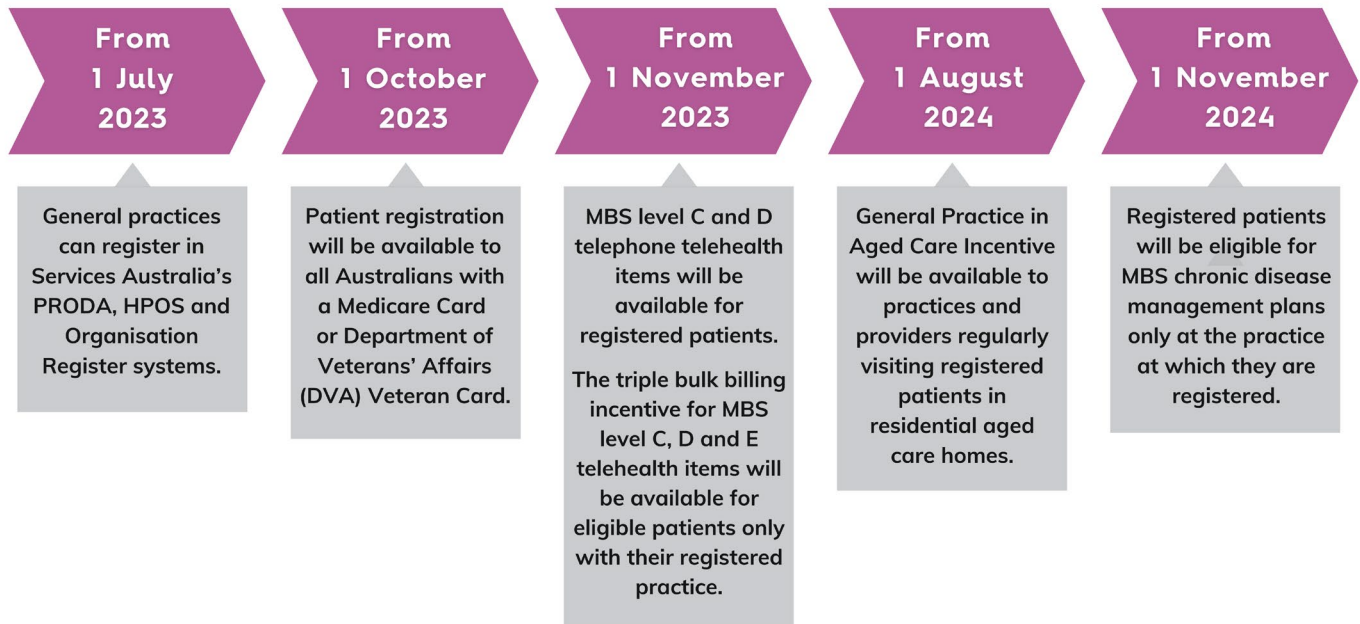 From
1 July
2023
General practices
can register in
Services Australia's
PRODA, HPOS and
Organisation
Register systems.
From
1 October
2023
Patient registration
will be available to
all Australians with
a Medicare Card
or Department of
Veterans' Affairs
(DVA) Veteran Card.
From
1 November
2023
MBS level C and D
telephone telehealth
items will be
available for
registered patients.
The triple bulk billing
incentive for MBS
level C, D and E
telehealth items will
be available for
eligible patients only
with their registered
practice.
From
1 August
2024
General Practice in
Aged Care Incentive
will be available to
practices and
providers regularly
visiting registered
patients in
residential aged
care homes.
From
1 November
2024
Registered patients
will be eligible for
MBS chronic disease
management plans
only at the practice
at which they are
registered.